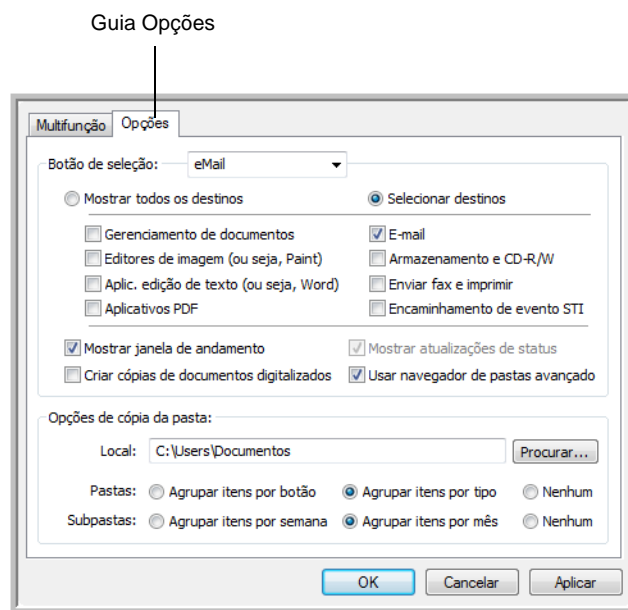 Guia Opções
Multifunção Opções
Botão de seleção: eMail
Mostrar todos os destinos Selecionar destinos
Gerenciamento de documentos E-mail
Editores de imagem (ou seja, Paint) Armazenamento e CD-R/W
Aplic. edição de texto (ou seja, Word) Enviar fax e imprimir
Aplicativos PDF Encaminhamento de evento STI
Mostrar janela de andamento Mostrar atualizações de status
Criar cópias de documentos digitalizados Usar navegador de pastas avançado
Opções de cópia da pasta:
Local: C:\Users\Documentos Procurar...
Pastas: Agrupar itens por botão Agrupar itens por tipo Nenhum
Subpastas: Agrupar itens por semana Agrupar itens por mês Nenhum
OK Cancelar Aplicar